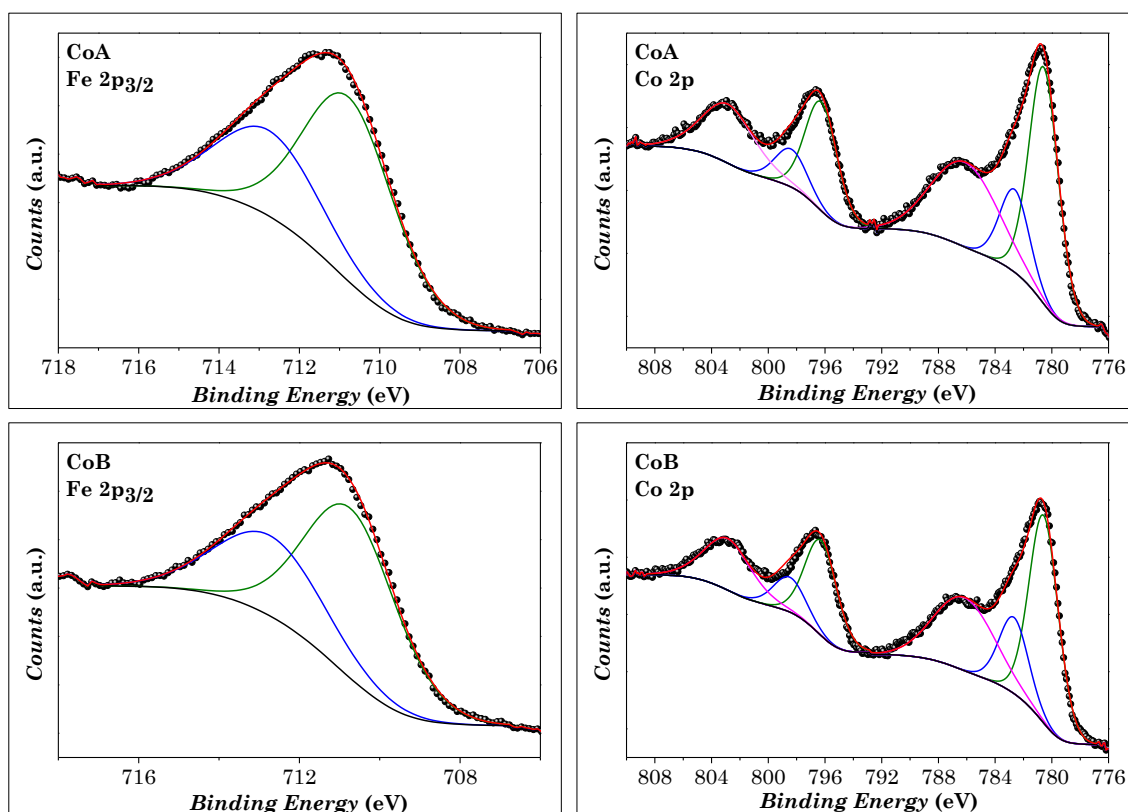 CoA
Fe 2p3/2
Counts (a.u.)
718 716 714 712 710 708 706
Binding Energy (eV)
CoA
Co 2p
Counts (a.u.)
808 804 800 796 792 788 784 780 776
Binding Energy (eV)
CoB
Fe 2p3/2
Counts (a.u.)
716 712 708
Binding Energy (eV)
CoB
Co 2p
Counts (a.u.)
808 804 800 796 792 788 784 780 776
Binding Energy (eV)